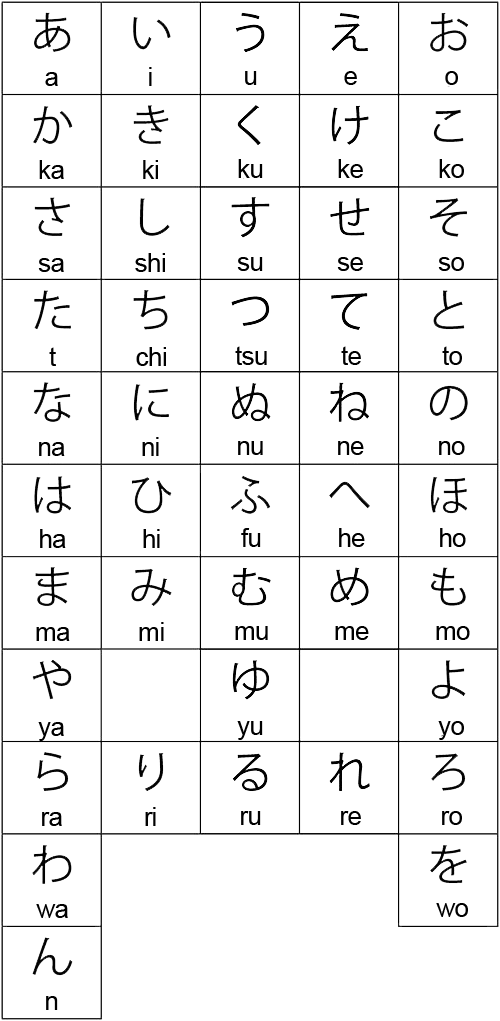 あ い う え お
a i u e o
か き く け こ
ka ki ku ke ko
さ し す せ そ
sa shi su se so
た ち つ て と
t chi tsu te to
な に ぬ ね の
na ni nu ne no
は ひ ふ へ ほ
ha hi fu he ho
ま み む め も
ma mi mu me mo
や ゆ よ
ya yu yo
ら り る れ ろ
ra ri ru re ro
わ を
wa wo
ん
n